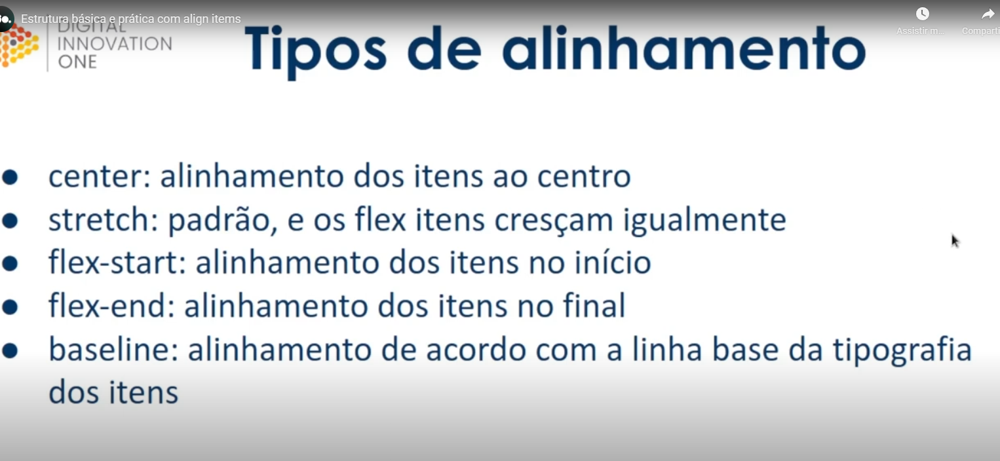 Estrutura básica e prática com align items
Assistir m...
Comparti
DIGITAL
INNOVATION
ONE
Tipos de alinhamento
center: alinhamento dos itens ao centro
stretch: padrão, e os flex itens cresçam igualmente
flex-start: alinhamento dos itens no início
flex-end: alinhamento dos itens no final
baseline: alinhamento de acordo com a linha base da tipografia
dos itens